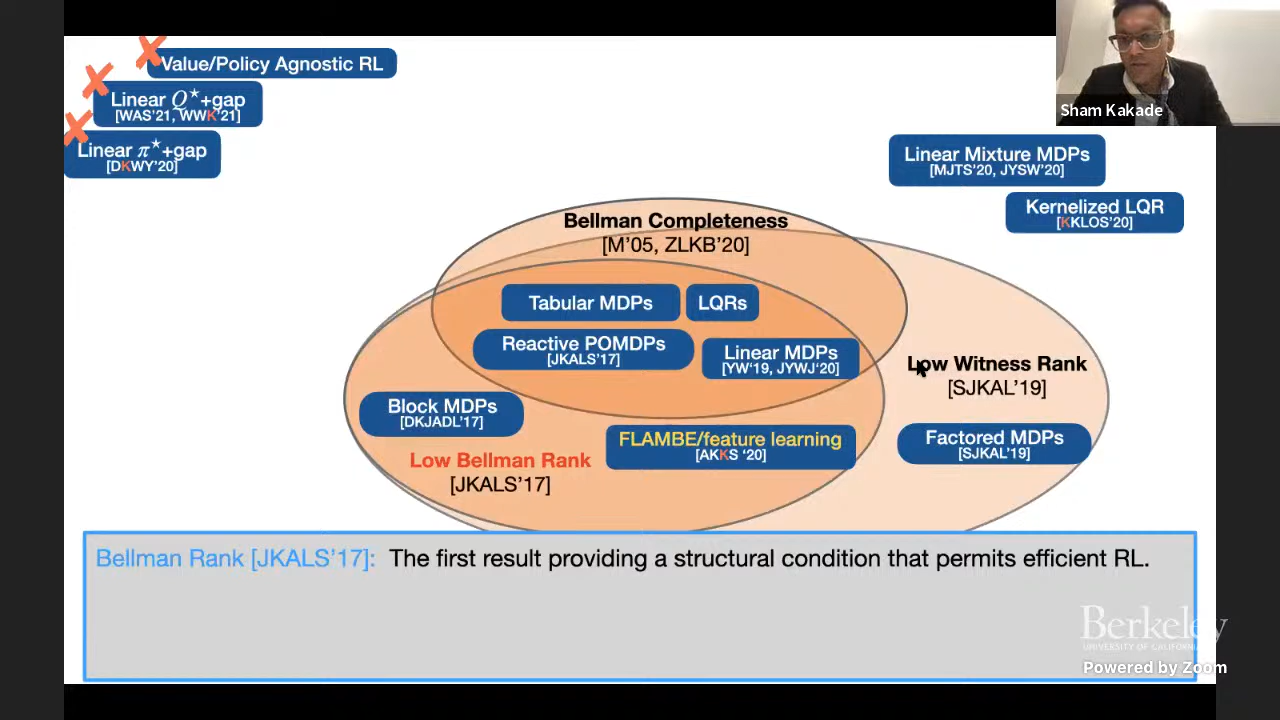 Value/Policy Agnostic RL
Linear Q*+gap
[WAS'21, WWK'21]
Linear π*+gap
[DKWY'20]
Sham Kakade
Linear Mixture MDPs
[MJTS'20, JYSW'20]
Kernelized LQR
[KKLOS'20]
Bellman Completeness
[M'05, ZLKB'20]
Tabular MDPs
LQRs
Reactive POMDPs
[JKALS'17]
Linear MDPs
[YW'19, JYWJ'20]
Low Witness Rank
[SJKAL'19]
Block MDPs
[DKJADL'17]
FLAMBE/feature learning
[AKKS '20]
Factored MDPs
[SJKAL'19]
Low Bellman Rank
[JKALS'17]
Bellman Rank [JKALS'17]: The first result providing a structural condition that permits efficient RL.
Berkeley
UNIVERSITY OF CALIFORNIA
Powered by Zoom